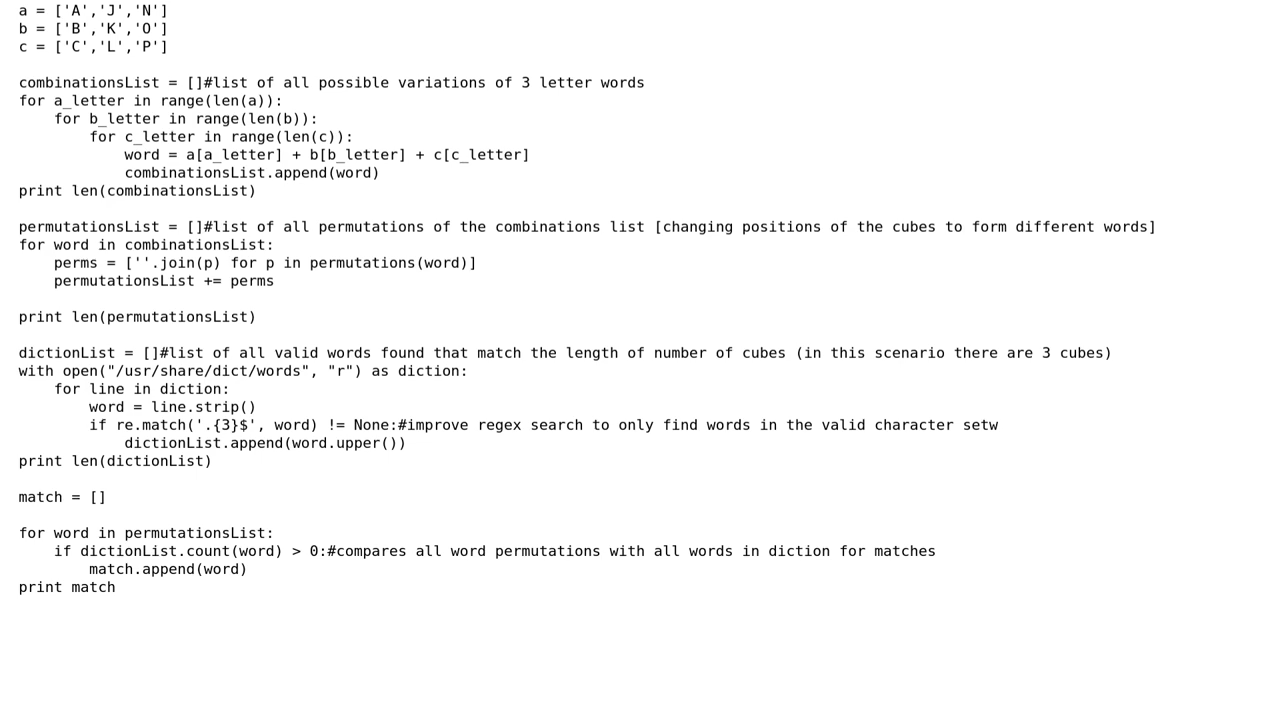 a = ['A','J','N']
b = ['B','K','O']
c = ['C','L','P']

combinationsList = []#list of all possible variations of 3 letter words
for a_letter in range(len(a)):
    for b_letter in range(len(b)):
        for c_letter in range(len(c)):
            word = a[a_letter] + b[b_letter] + c[c_letter]
            combinationsList.append(word)
print len(combinationsList)

permutationsList = []#list of all permutations of the combinations list [changing positions of the cubes to form different words]
for word in combinationsList:
    perms = [''.join(p) for p in permutations(word)]
    permutationsList += perms

print len(permutationsList)

dictionList = []#list of all valid words found that match the length of number of cubes (in this scenario there are 3 cubes)
with open("/usr/share/dict/words", "r") as diction:
    for line in diction:
        word = line.strip()
        if re.match('.{3}$', word) != None:#improve regex search to only find words in the valid character setw
            dictionList.append(word.upper())
print len(dictionList)

match = []

for word in permutationsList:
    if dictionList.count(word) > 0:#compares all word permutations with all words in diction for matches
        match.append(word)
print match